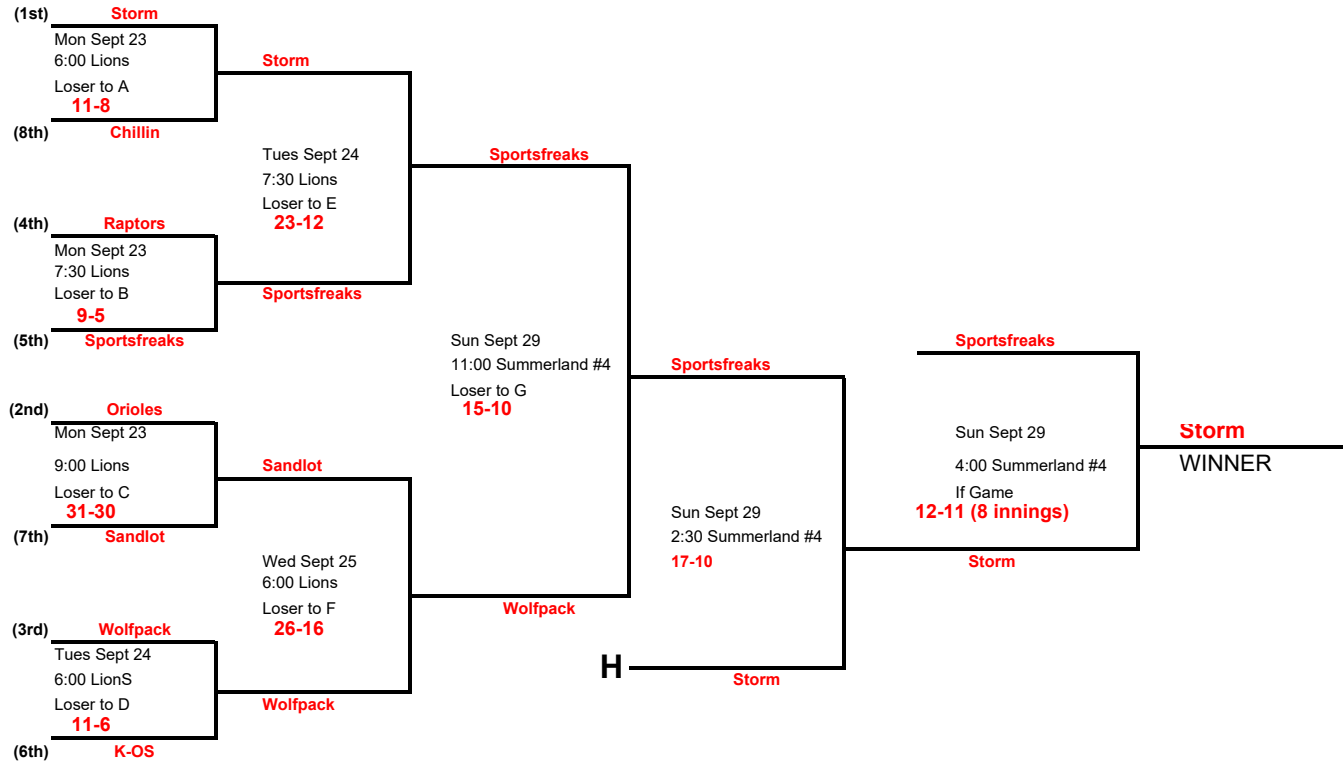 (1st) Storm
Mon Sept 23
6:00 Lions
Loser to A
11-8
(8th) Chillin
Storm
Tues Sept 24
7:30 Lions
Loser to E
23-12
(4th) Raptors
Mon Sept 23
7:30 Lions
Loser to B
9-5
(5th) Sportsfreaks
Sportsfreaks
Sportsfreaks
Sun Sept 29
11:00 Summerland #4
Loser to G
15-10
(2nd) Orioles
Mon Sept 23
9:00 Lions
Loser to C
31-30
(7th) Sandlot
Sandlot
Wed Sept 25
6:00 Lions
Loser to F
26-16
(3rd) Wolfpack
Tues Sept 24
6:00 LionS
Loser to D
11-6
(6th) K-OS
Wolfpack
Wolfpack
Sportsfreaks
Sun Sept 29
2:30 Summerland #4
17-10
H
Storm
Sportsfreaks
Sun Sept 29
4:00 Summerland #4
If Game
12-11 (8 innings)
Storm
Storm
WINNER